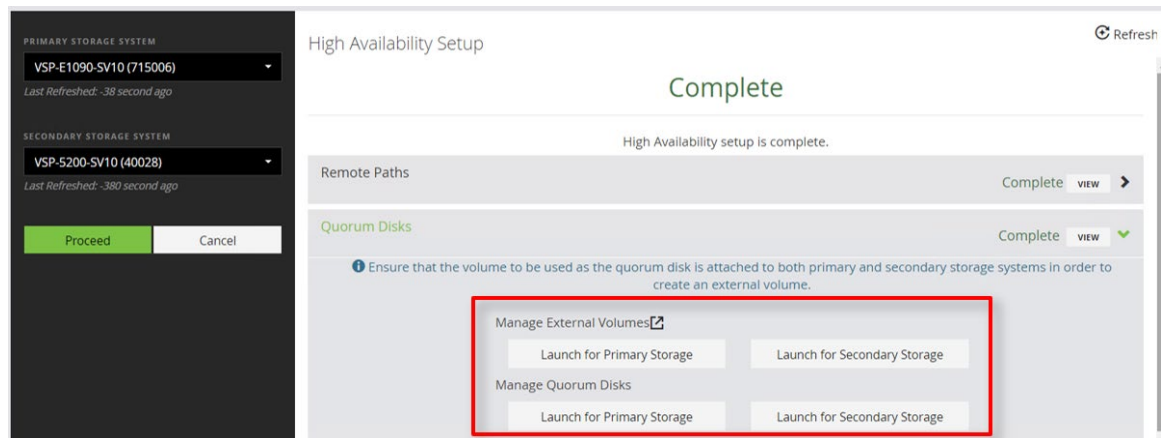 PRIMARY STORAGE SYSTEM
VSP-E1090-SV10 (715006)
Last Refreshed: -38 second ago
SECONDARY STORAGE SYSTEM
VSP-5200-SV10 (40028)
Last Refreshed: -380 second ago
Proceed Cancel
High Availability Setup
Refresh
Complete
High Availability setup is complete.
Remote Paths
Complete VIEW
Quorum Disks
Complete VIEW
Ensure that the volume to be used as the quorum disk is attached to both primary and secondary storage systems in order to
create an external volume.
Manage External Volumes
Launch for Primary Storage Launch for Secondary Storage
Manage Quorum Disks
Launch for Primary Storage Launch for Secondary Storage